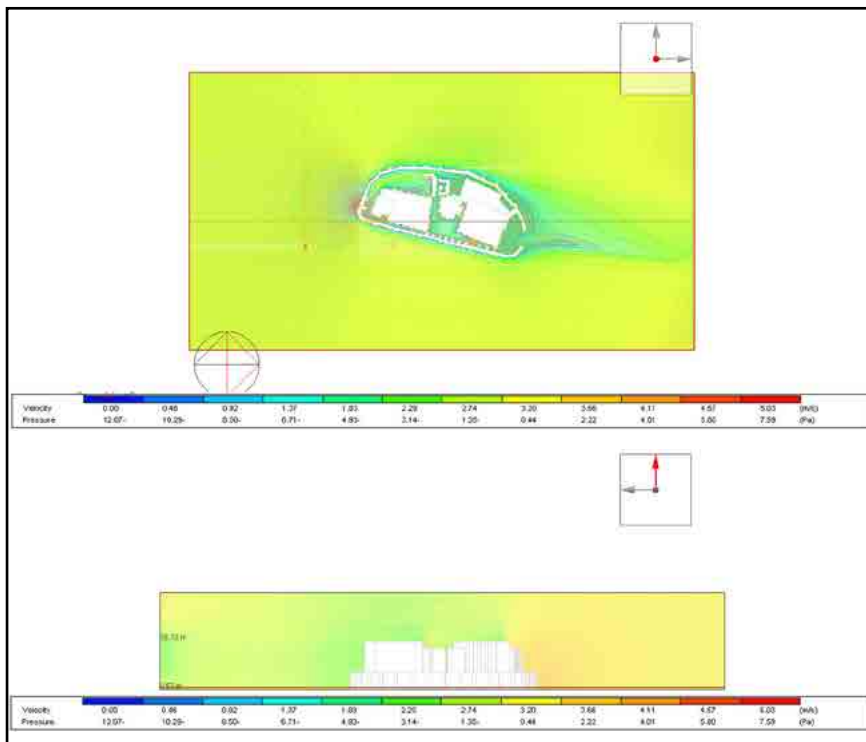 Velocity 0.00 0.46 0.92 1.37 1.83 2.28 2.74 3.20 3.66 4.11 4.57 5.03 (m/s)
Pressure 12.07- 10.29- 8.50- 6.71- 4.93- 3.14- 1.35- 0.44 2.22 4.01 5.80 7.59 (Pa)
Velocity 0.00 0.46 0.92 1.37 1.83 2.28 2.74 3.20 3.66 4.11 4.57 5.03 (m/s)
Pressure 12.07- 10.29- 8.50- 6.71- 4.93- 3.14- 1.35- 0.44 2.22 4.01 5.80 7.59 (Pa)